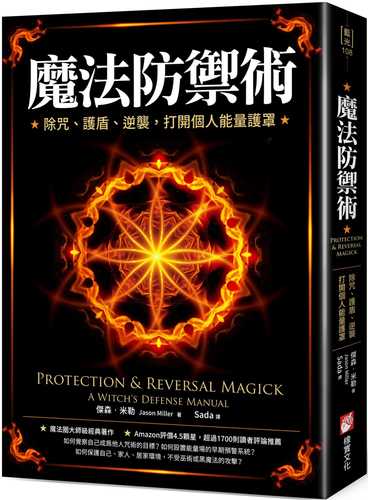 魔法防禦術
★ 除咒、護盾、逆襲，打開個人能量護罩 ★
PROTECTION & REVERSAL MAGICK
A WITCH'S DEFENSE MANUAL
傑森．米勒 Jason Miller 著 Sada 譯
★ 魔法圈大師級經典著作 ★ Amazon評價4.5顆星，超過1700則讀者評論推薦
如何覺察自己成爲他人咒術的目標？如何設置能量場的早期預警系統？
如何保護自己、家人、居家環境，不受巫術或黑魔法的攻擊？
藍光
108
魔法防禦術
★
PROTECTION
& REVERSAL
MAGICK
除咒、護盾、逆襲
打開個人能量護罩
傑森．米勒 Jason Miller 著
Sada 譯
橡實文化